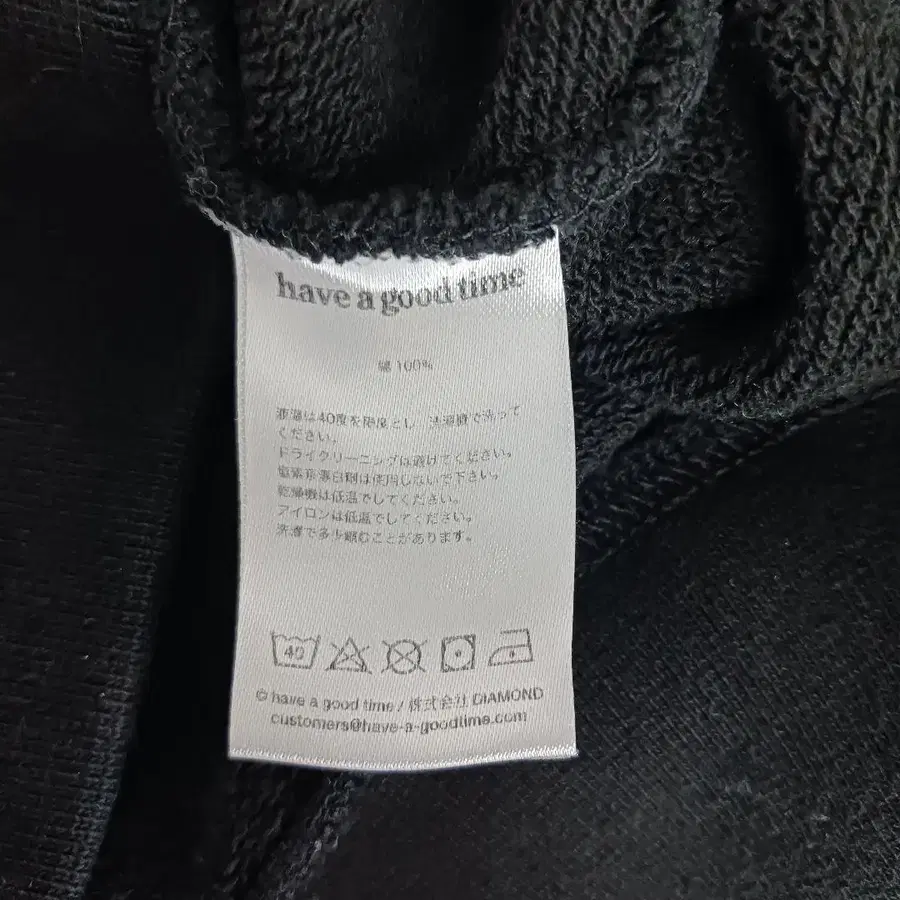 have a good time
綿 100%
液温は40度を限度とし 洗濯機で洗って
ください。
ドライクリーニングは避けてください。
塩素系漂白剤は使用しないで下さい。
乾燥機は低温でしてください。
アイロンは低温でしてください。
洗濯で多少縮むことがあります。
40
© have a good time / 株式会社 DIAMOND
customers@have-a-goodtime.com